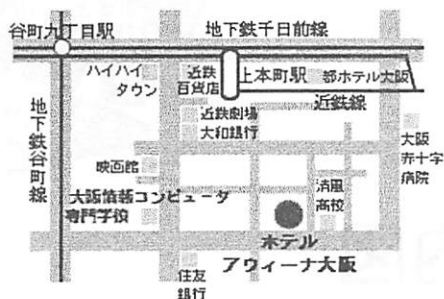 谷町九丁目駅
地下鉄千日前線
ハイハイ
タウン
近鉄
百貨店
上本町駅
都ホテル大阪
近鉄線
近鉄劇場
大和銀行
地下鉄谷町線
映画館
大阪情報コンピュータ
専門学校
清風
高校
大阪
赤十字
病院
ホテル
アウィーナ大阪
住友
銀行